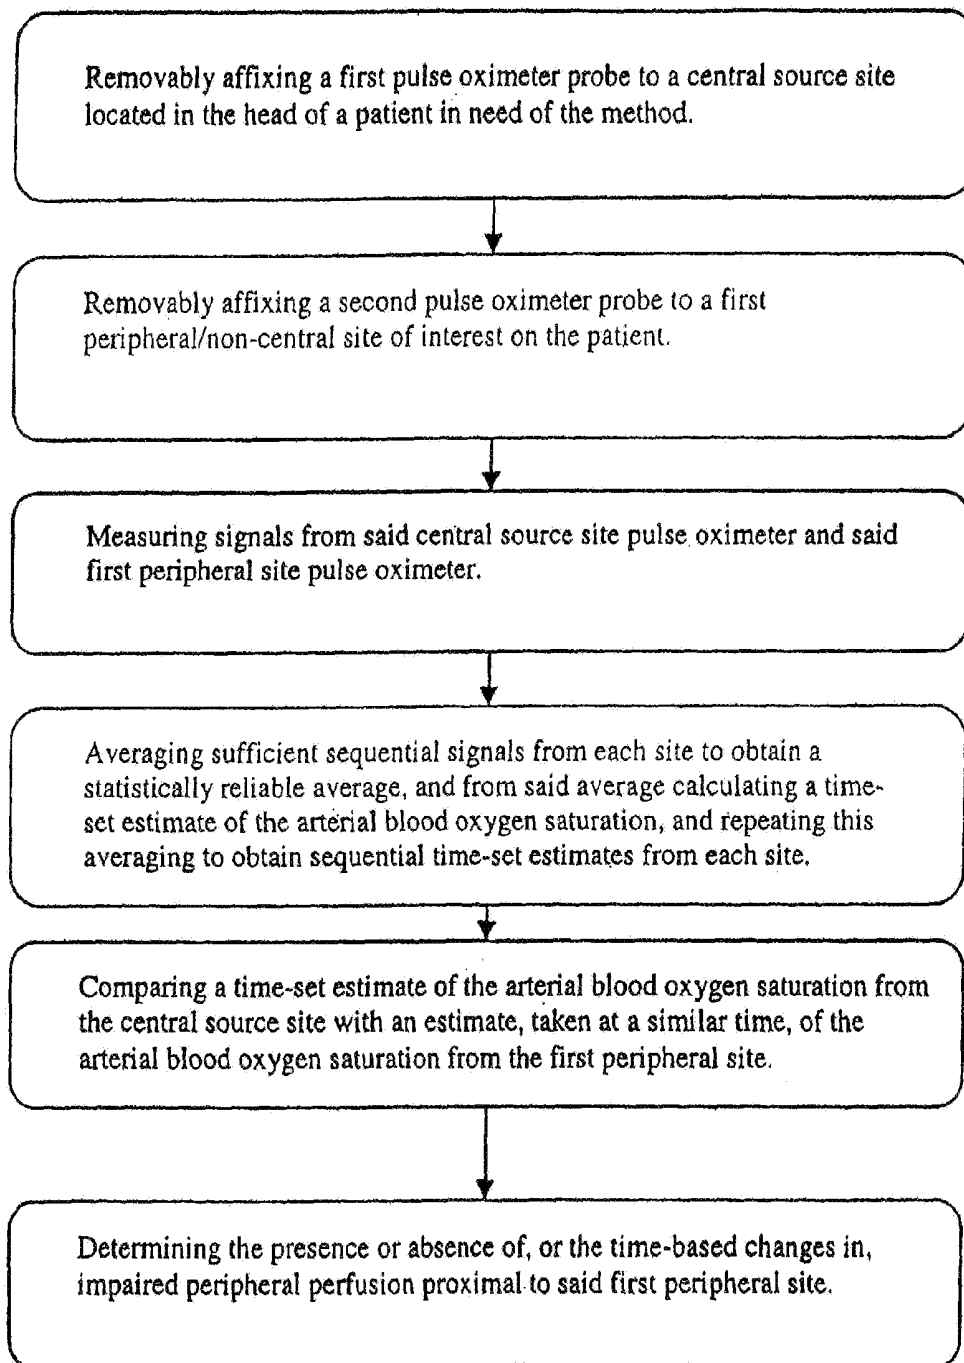 Removably affixing a first pulse oximeter probe to a central source site
located in the head of a patient in need of the method.
Removably affixing a second pulse oximeter probe to a first
peripheral/non-central site of interest on the patient.
Measuring signals from said central source site pulse oximeter and said
first peripheral site pulse oximeter.
Averaging sufficient sequential signals from each site to obtain a
statistically reliable average, and from said average calculating a time-
set estimate of the arterial blood oxygen saturation, and repeating this
averaging to obtain sequential time-set estimates from each site.
Comparing a time-set estimate of the arterial blood oxygen saturation from
the central source site with an estimate, taken at a similar time, of the
arterial blood oxygen saturation from the first peripheral site.
Determining the presence or absence of, or the time-based changes in,
impaired peripheral perfusion proximal to said first peripheral site.